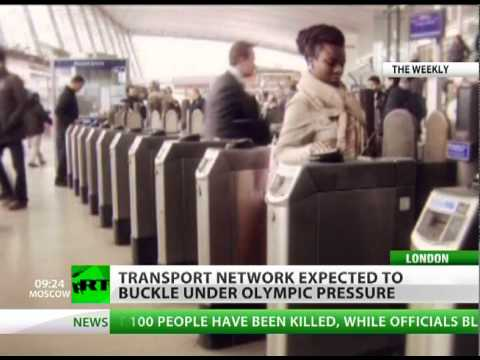 LONDON
THE WEEKLY
LONDON
09:24
MOSCOW
RT
TRANSPORT NETWORK EXPECTED TO
BUCKLE UNDER OLYMPIC PRESSURE
NEWS
100 PEOPLE HAVE BEEN KILLED, WHILE OFFICIALS BL